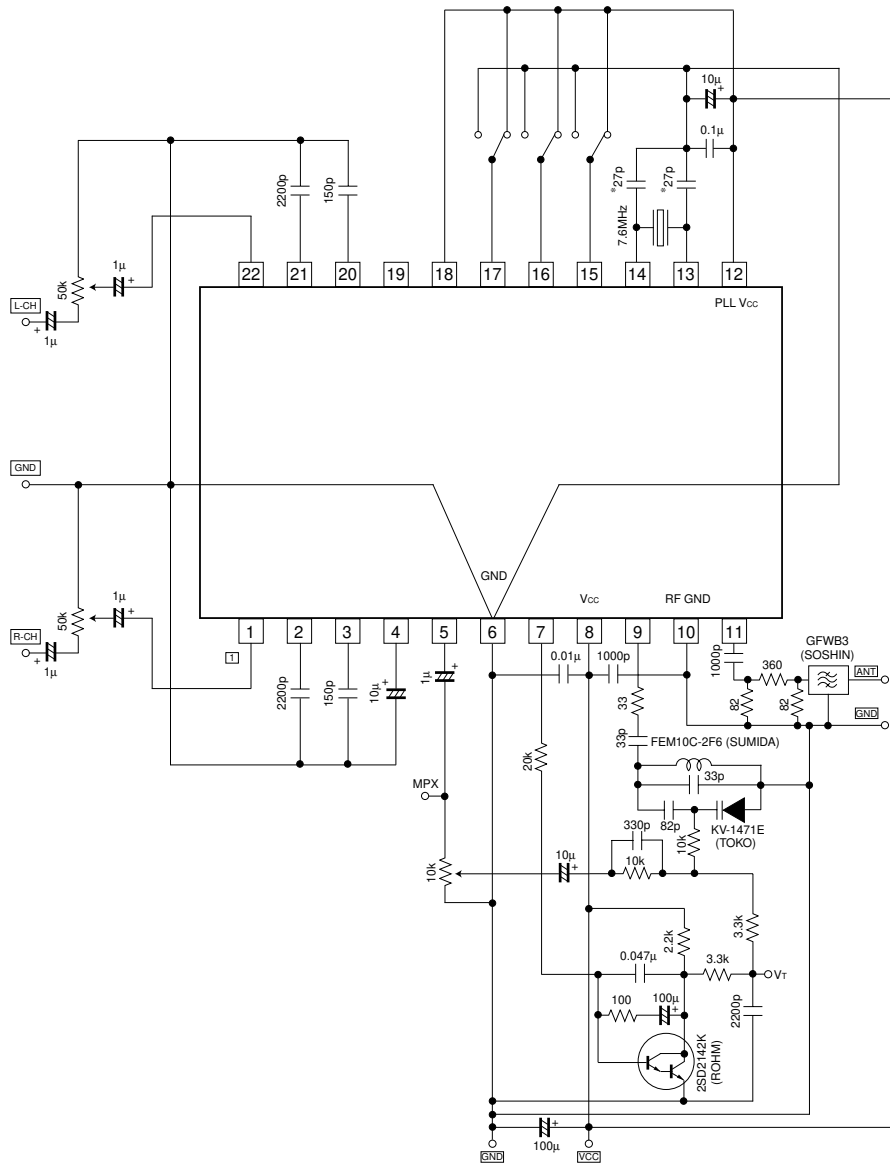 10μ
+
0.1μ
2200p
150p
*27p
*27p
7.6MHz
1μ
+
22
21
20
19
18
17
16
15
14
13
12
50k
PLL VCC
L-CH
+
1μ
GND
1μ
+
GND
VCC
RF GND
50k
R-CH
+
1μ
1
2
3
4
5
6
7
8
9
10
11
1
GFWB3
(SOSHIN)
ANT
1000p
360
0.01μ
1000p
82
82
GND
2200p
150p
10μ
+
1μ
+
33
33p
FEM10C-2F6 (SUMIDA)
20k
33p
MPX
82p
KV-1471E
(TOKO)
330p
10k
10k
10μ
+
10k
3.3k
2.2k
0.047μ
3.3k
VT
100
100μ
+
2200p
2SD2142K
(ROHM)
+
100μ
GND
VCC